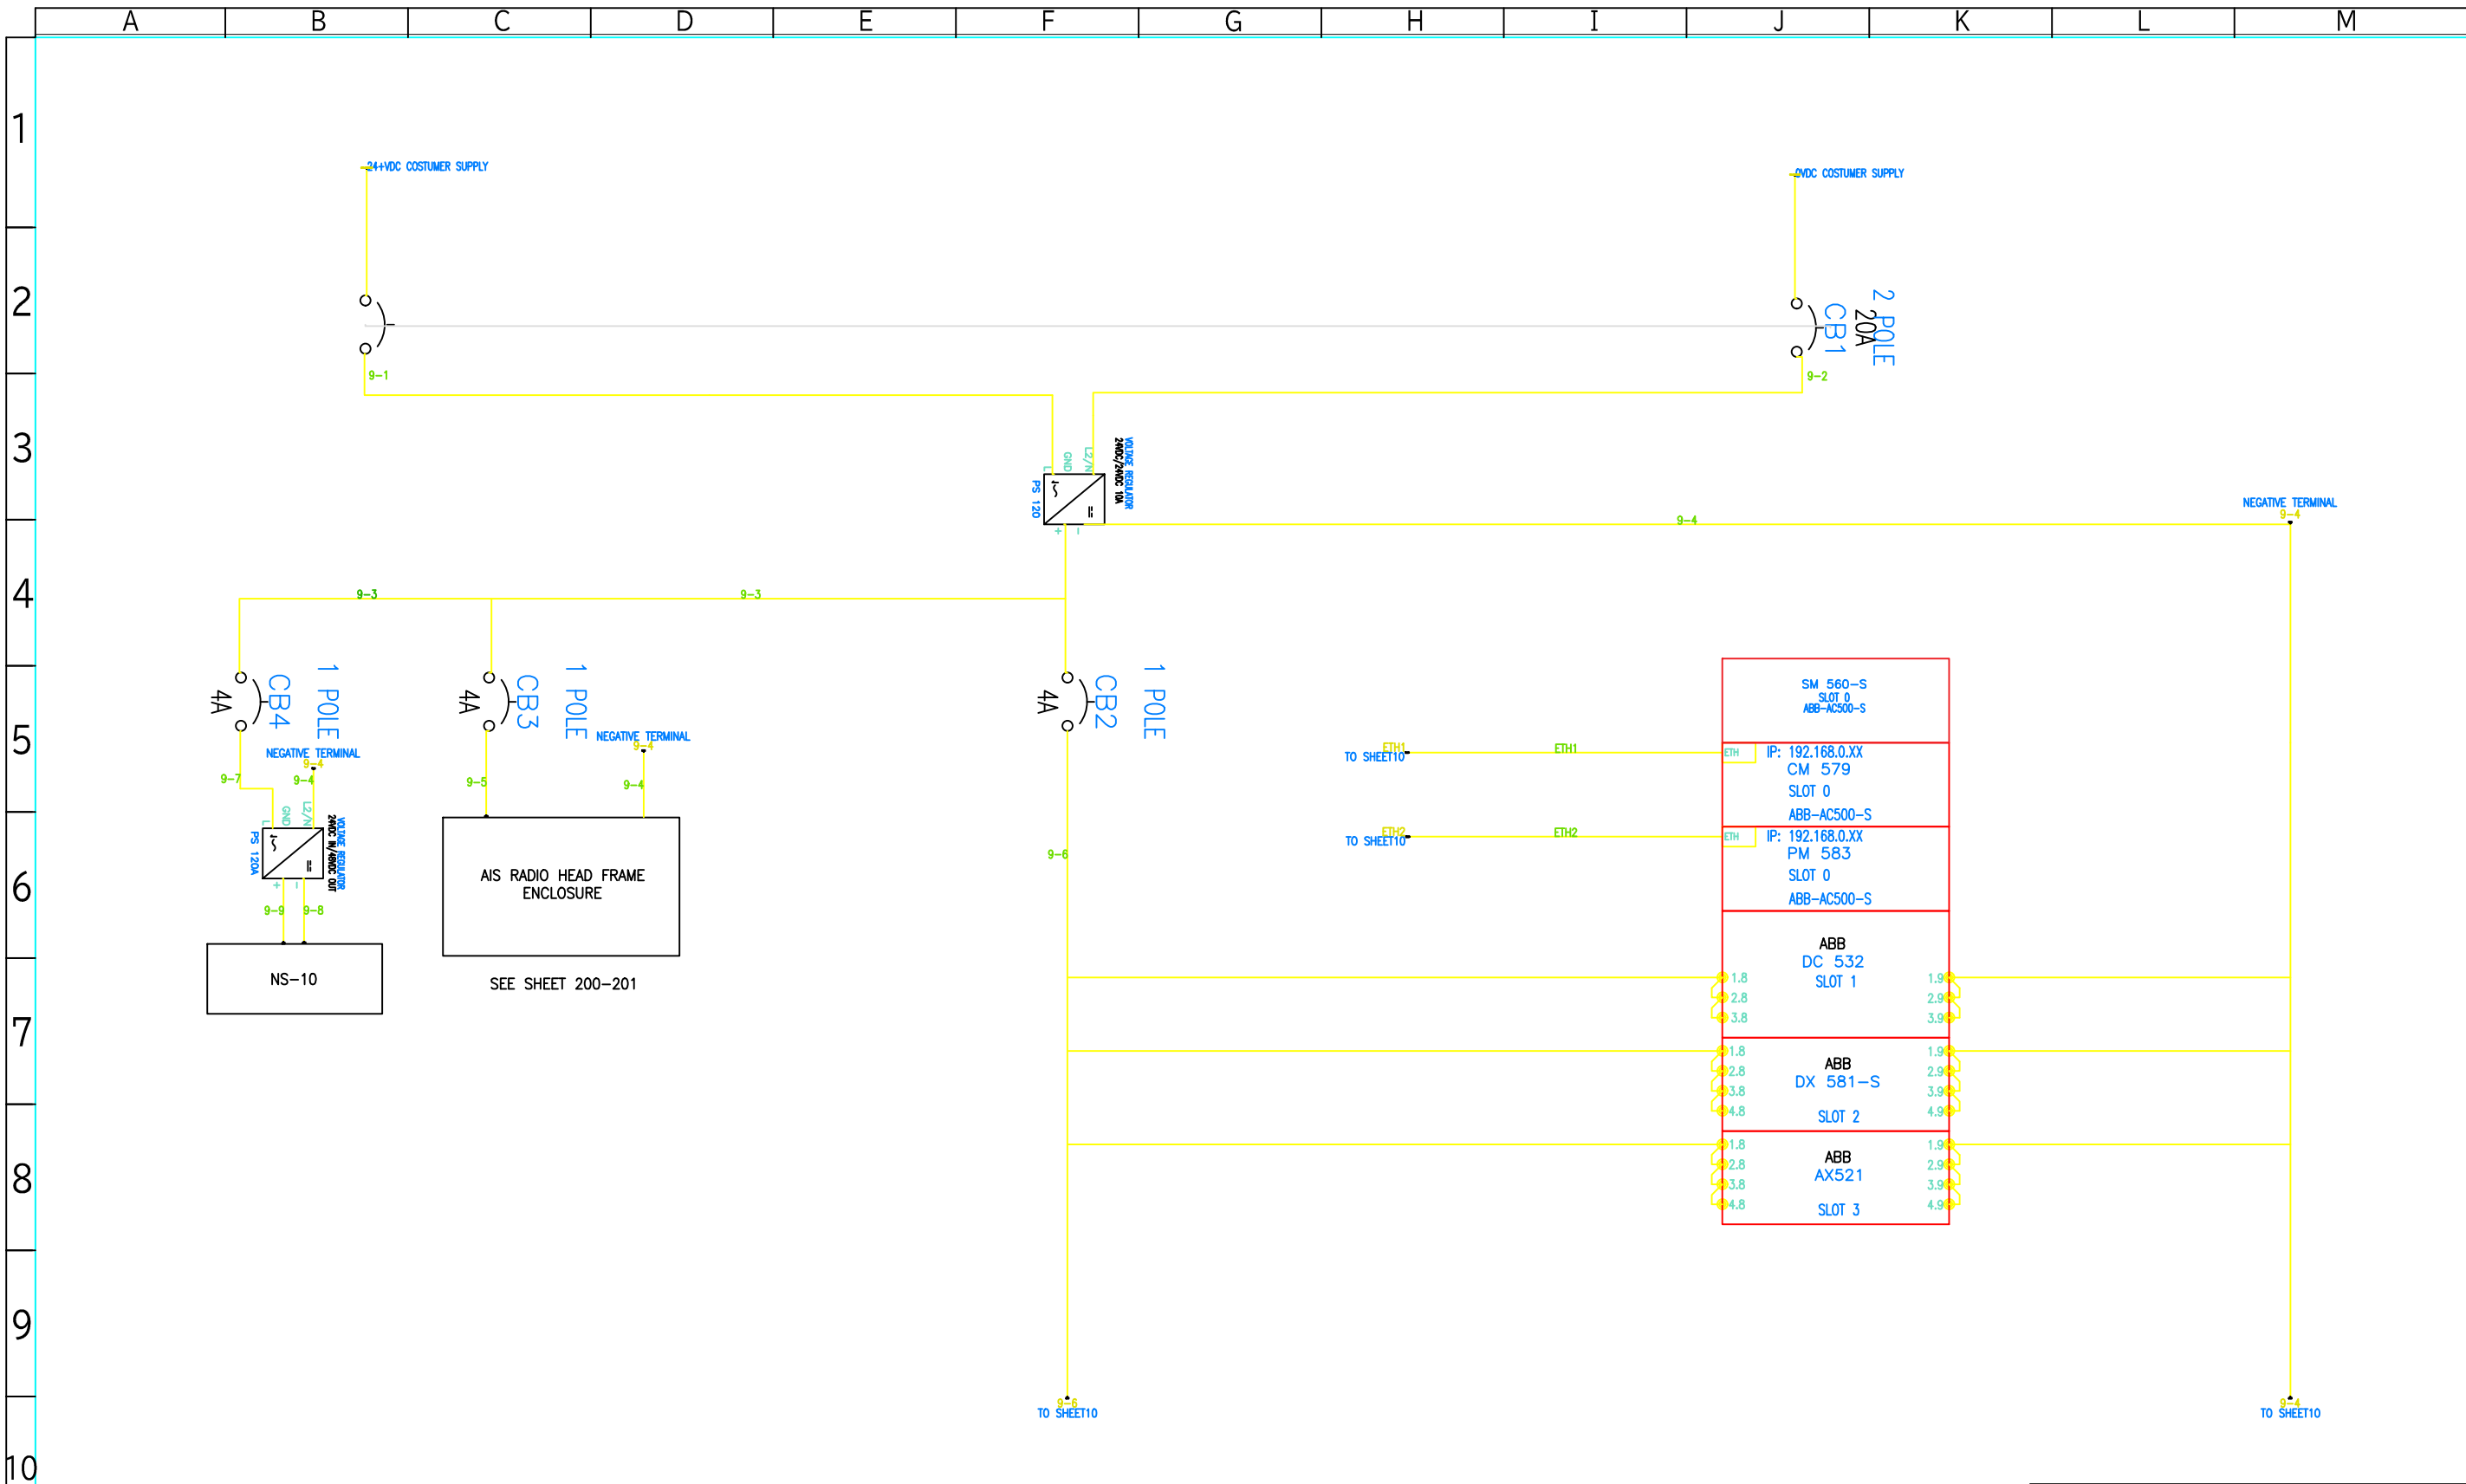 A B C D E F G H I J K L M
1
24+VDC COSTUMER SUPPLY
0VDC COSTUMER SUPPLY
2
2 POLE
20A
CB1
9-1
9-2
3
VOLTAGE REGULATOR
24VDC/24VDC 10A
L GND L2/N
PS 120
+ -
NEGATIVE TERMINAL
9-4
9-4
4
9-3
9-3
1 POLE
CB4
4A
1 POLE
CB3
4A
1 POLE
CB2
4A
5
NEGATIVE TERMINAL
9-4
9-7
9-4
NEGATIVE TERMINAL
9-4
9-5
9-4
SM 560-S
SLOT 0
ABB-AC500-S
ETH1
TO SHEET10
ETH1
ETH
IP: 192.168.0.XX
CM 579
SLOT 0
ABB-AC500-S
ETH2
TO SHEET10
ETH2
ETH
IP: 192.168.0.XX
PM 583
SLOT 0
ABB-AC500-S
6
L GND L2/N
VOLTAGE REGULATOR
24VDC IN/48VDC OUT
PS 120A
+ -
9-9
9-8
NS-10
AIS RADIO HEAD FRAME
ENCLOSURE
SEE SHEET 200-201
9-6
ABB
DC 532
SLOT 1
1.8 1.9
2.8 2.9
3.8 3.9
7
ABB
DX 581-S
SLOT 2
1.8 1.9
2.8 2.9
3.8 3.9
4.8 4.9
8
ABB
AX521
SLOT 3
1.8 1.9
2.8 2.9
3.8 3.9
4.8 4.9
9
9-6
TO SHEET10
9-4
TO SHEET10
10